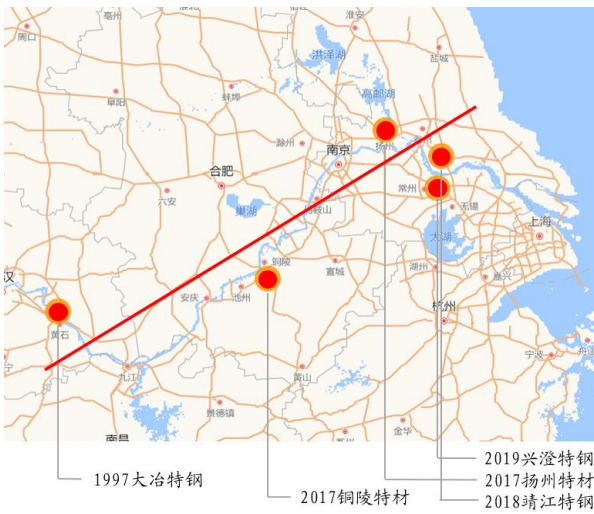 淮安
周口
盐城
洪泽湖
阜阳
蚌埠
高邮湖
滁州
扬州
南京
合肥
常州
六安
巢湖
马鞍山
无锡
上海
太湖
汉
铜陵
宣城
湖州
嘉兴
安庆
池州
杭州
黄石
宁波
舟山
九江
黄山
景德镇
金华
南昌
1997大冶特钢
2017铜陵特材
2019兴澄特钢
2017扬州特材
2018靖江特钢